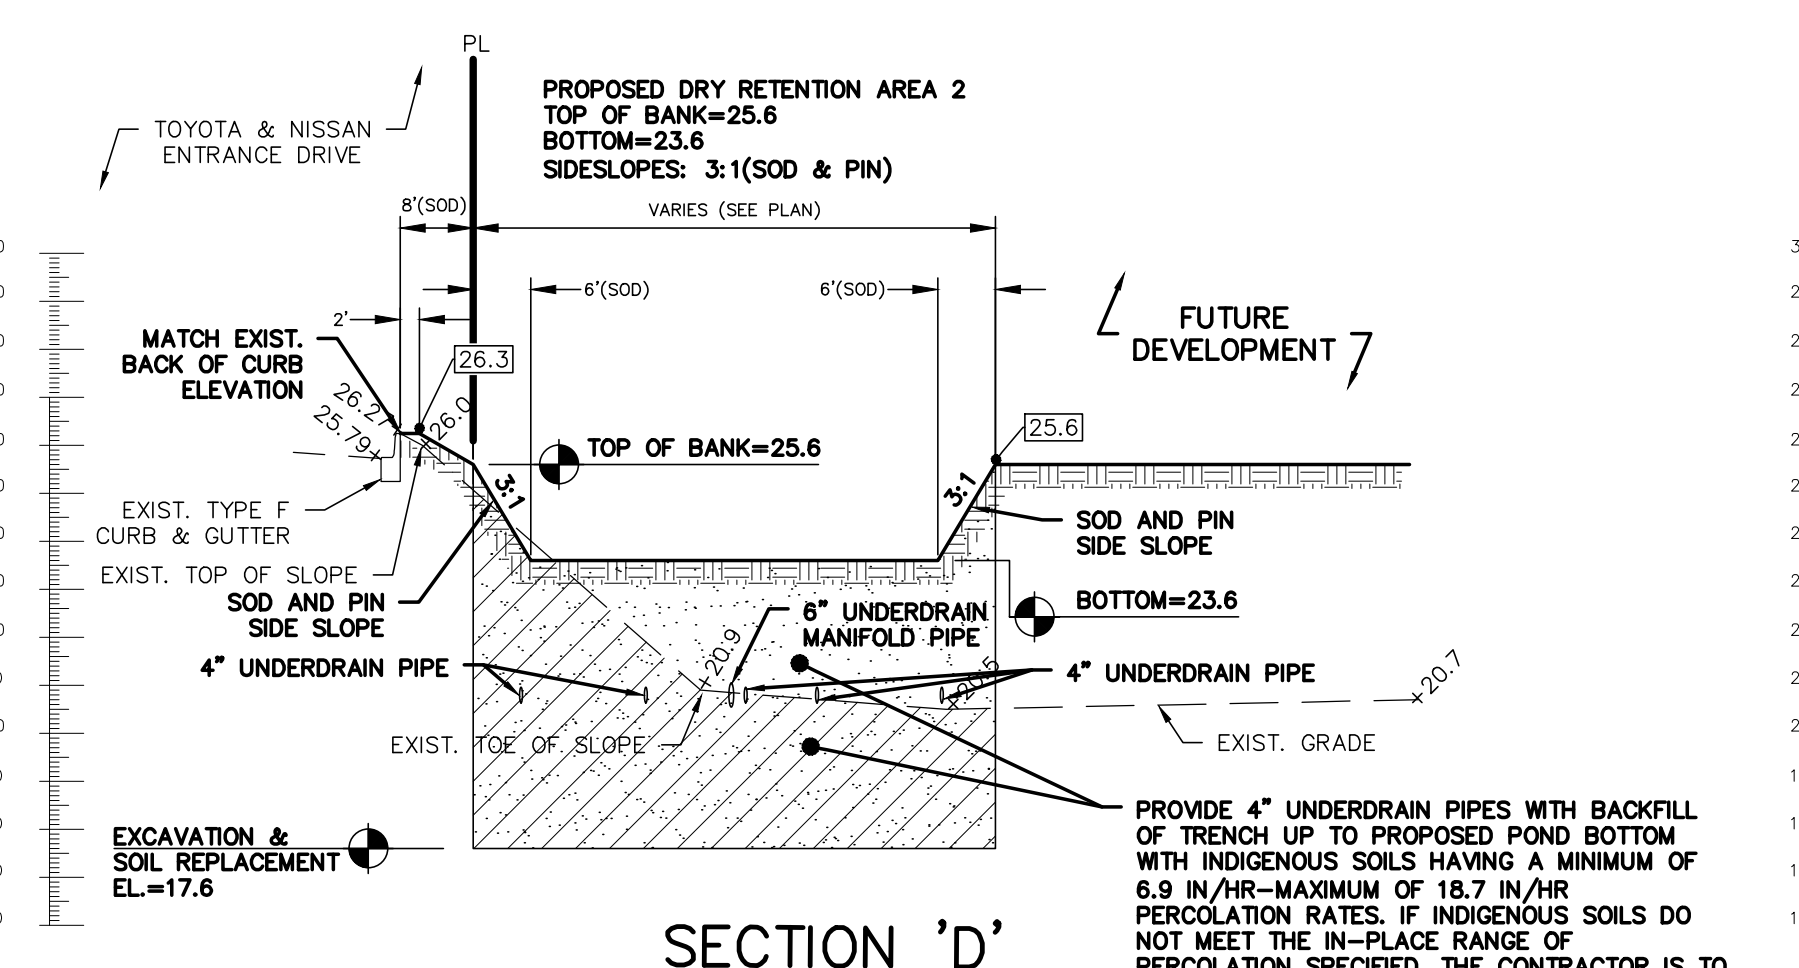 PL
PROPOSED DRY RETENTION AREA 2
TOP OF BANK=25.6
BOTTOM=23.6
SIDESLOPES: 3:1(SOD & PIN)
TOYOTA & NISSAN
ENTRANCE DRIVE
8'(SOD)
VARIES (SEE PLAN)
6'(SOD)
6'(SOD)
2'
FUTURE
DEVELOPMENT
MATCH EXIST.
BACK OF CURB
ELEVATION
26.3
26.27
25.79
26.0
25.6
TOP OF BANK=25.6
3:1
3:1
EXIST. TYPE F
CURB & GUTTER
SOD AND PIN
SIDE SLOPE
EXIST. TOP OF SLOPE
SOD AND PIN
SIDE SLOPE
6" UNDERDRAIN
MANIFOLD PIPE
BOTTOM=23.6
4" UNDERDRAIN PIPE
20.9
20.5
4" UNDERDRAIN PIPE
20.7
EXIST. TOE OF SLOPE
EXIST. GRADE
EXCAVATION &
SOIL REPLACEMENT
EL.=17.6
PROVIDE 4" UNDERDRAIN PIPES WITH BACKFILL
OF TRENCH UP TO PROPOSED POND BOTTOM
WITH INDIGENOUS SOILS HAVING A MINIMUM OF
6.9 IN/HR-MAXIMUM OF 18.7 IN/HR
PERCOLATION RATES. IF INDIGENOUS SOILS DO
NOT MEET THE IN-PLACE RANGE OF
PERCOLATION SPECIFIED, THE CONTRACTOR IS TO
SECTION 'D'